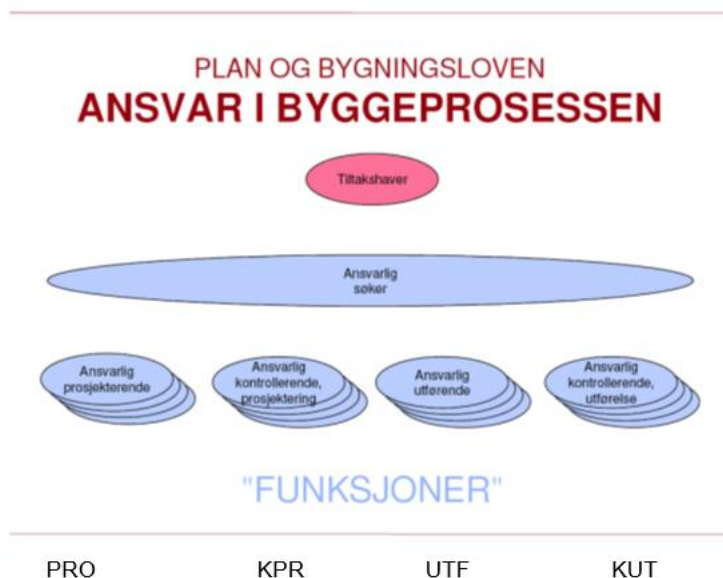 PLAN OG BYGNINGSLOVEN
ANSVAR I BYGGEPROSESSEN
Tiltakshaver
Ansvarlig
søker
Ansvarlig
prosjekterende
Ansvarlig
kontrollerende,
prosjektering
Ansvarlig
utførende
Ansvarlig
kontrollerende,
utførelse
"FUNKSJONER"
PRO KPR UTF KUT